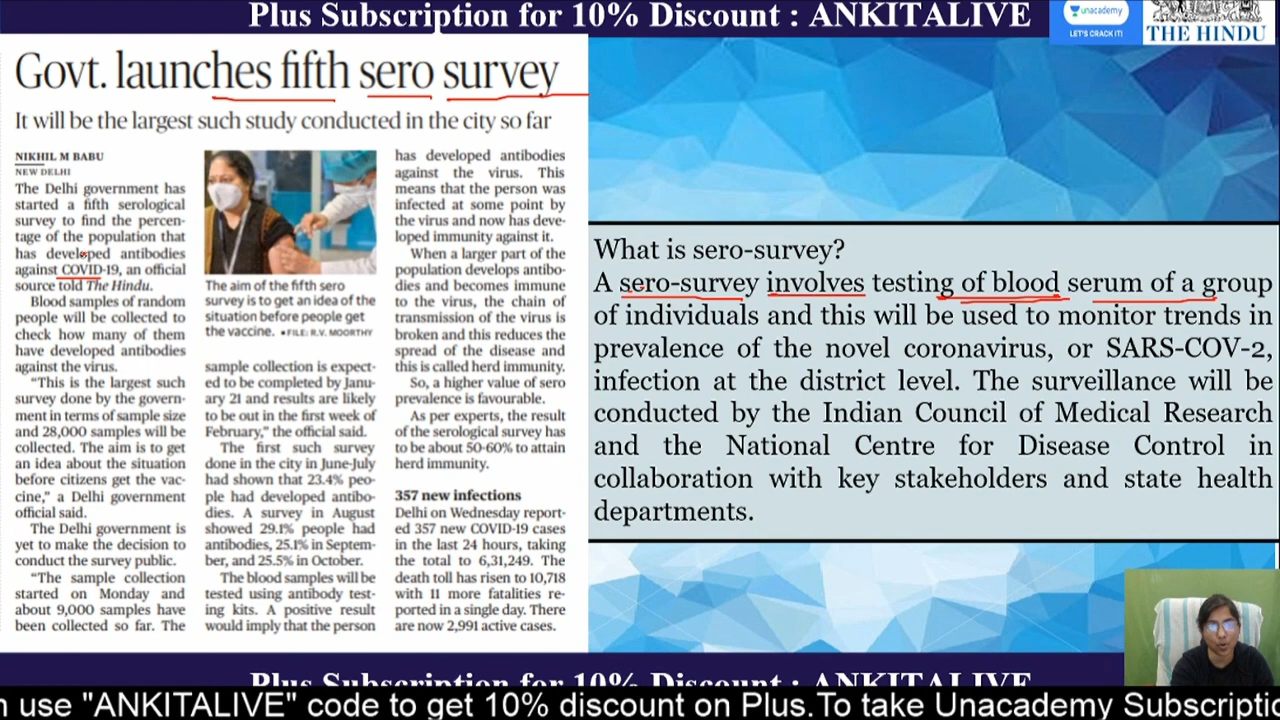 Plus Subscription for 10% Discount : ANKITALIVE
unacademy
LET'S CRACK IT!
THE HINDU
Govt. launches fifth sero survey
It will be the largest such study conducted in the city so far
NIKHIL M BABU
NEW DELHI
The Delhi government has
started a fifth serological
survey to find the percen-
tage of the population that
has developed antibodies
against COVID-19, an official
source told The Hindu.
Blood samples of random
people will be collected to
check how many of them
have developed antibodies
against the virus.
“This is the largest such
survey done by the govern-
ment in terms of sample size
and 28,000 samples will be
collected. The aim is to get
an idea about the situation
before citizens get the vac-
cine,” a Delhi government
official said.
The Delhi government is
yet to make the decision to
conduct the survey public.
“The sample collection
started on Monday and
about 9,000 samples have
been collected so far. The
The aim of the fifth sero
survey is to get an idea of the
situation before people get
the vaccine. •FILE: R.V. MOORTHY
sample collection is expect-
ed to be completed by Janu-
ary 21 and results are likely
to be out in the first week of
February,” the official said.
The first such survey
done in the city in June-July
had shown that 23.4% peo-
ple had developed antibo-
dies. A survey in August
showed 29.1% people had
antibodies, 25.1% in Septem-
ber, and 25.5% in October.
The blood samples will be
tested using antibody test-
ing kits. A positive result
would imply that the person
has developed antibodies
against the virus. This
means that the person was
infected at some point by
the virus and now has deve-
loped immunity against it.
When a larger part of the
population develops antibo-
dies and becomes immune
to the virus, the chain of
transmission of the virus is
broken and this reduces the
spread of the disease and
this is called herd immunity.
So, a higher value of sero
prevalence is favourable.
As per experts, the result
of the serological survey has
to be about 50-60% to attain
herd immunity.
357 new infections
Delhi on Wednesday report-
ed 357 new COVID-19 cases
in the last 24 hours, taking
the total to 6,31,249. The
death toll has risen to 10,718
with 11 more fatalities re-
ported in a single day. There
are now 2,991 active cases.
What is sero-survey?
A sero-survey involves testing of blood serum of a group
of individuals and this will be used to monitor trends in
prevalence of the novel coronavirus, or SARS-COV-2,
infection at the district level. The surveillance will be
conducted by the Indian Council of Medical Research
and the National Centre for Disease Control in
collaboration with key stakeholders and state health
departments.
Plus Subscription for 10% Discount : ANKITALIVE
n use "ANKITALIVE" code to get 10% discount on Plus.To take Unacademy Subscriptio